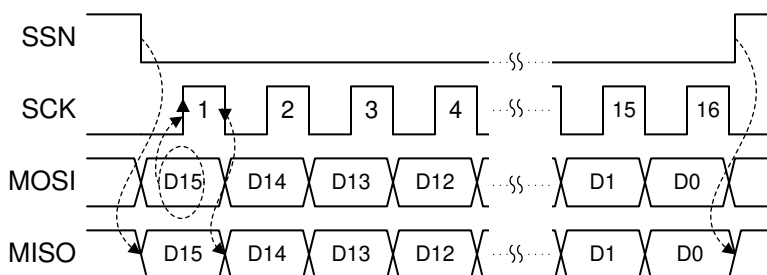 SSN
SCK 1 2 3 4 15 16
MOSI D15 D14 D13 D12 D1 D0
MISO D15 D14 D13 D12 D1 D0